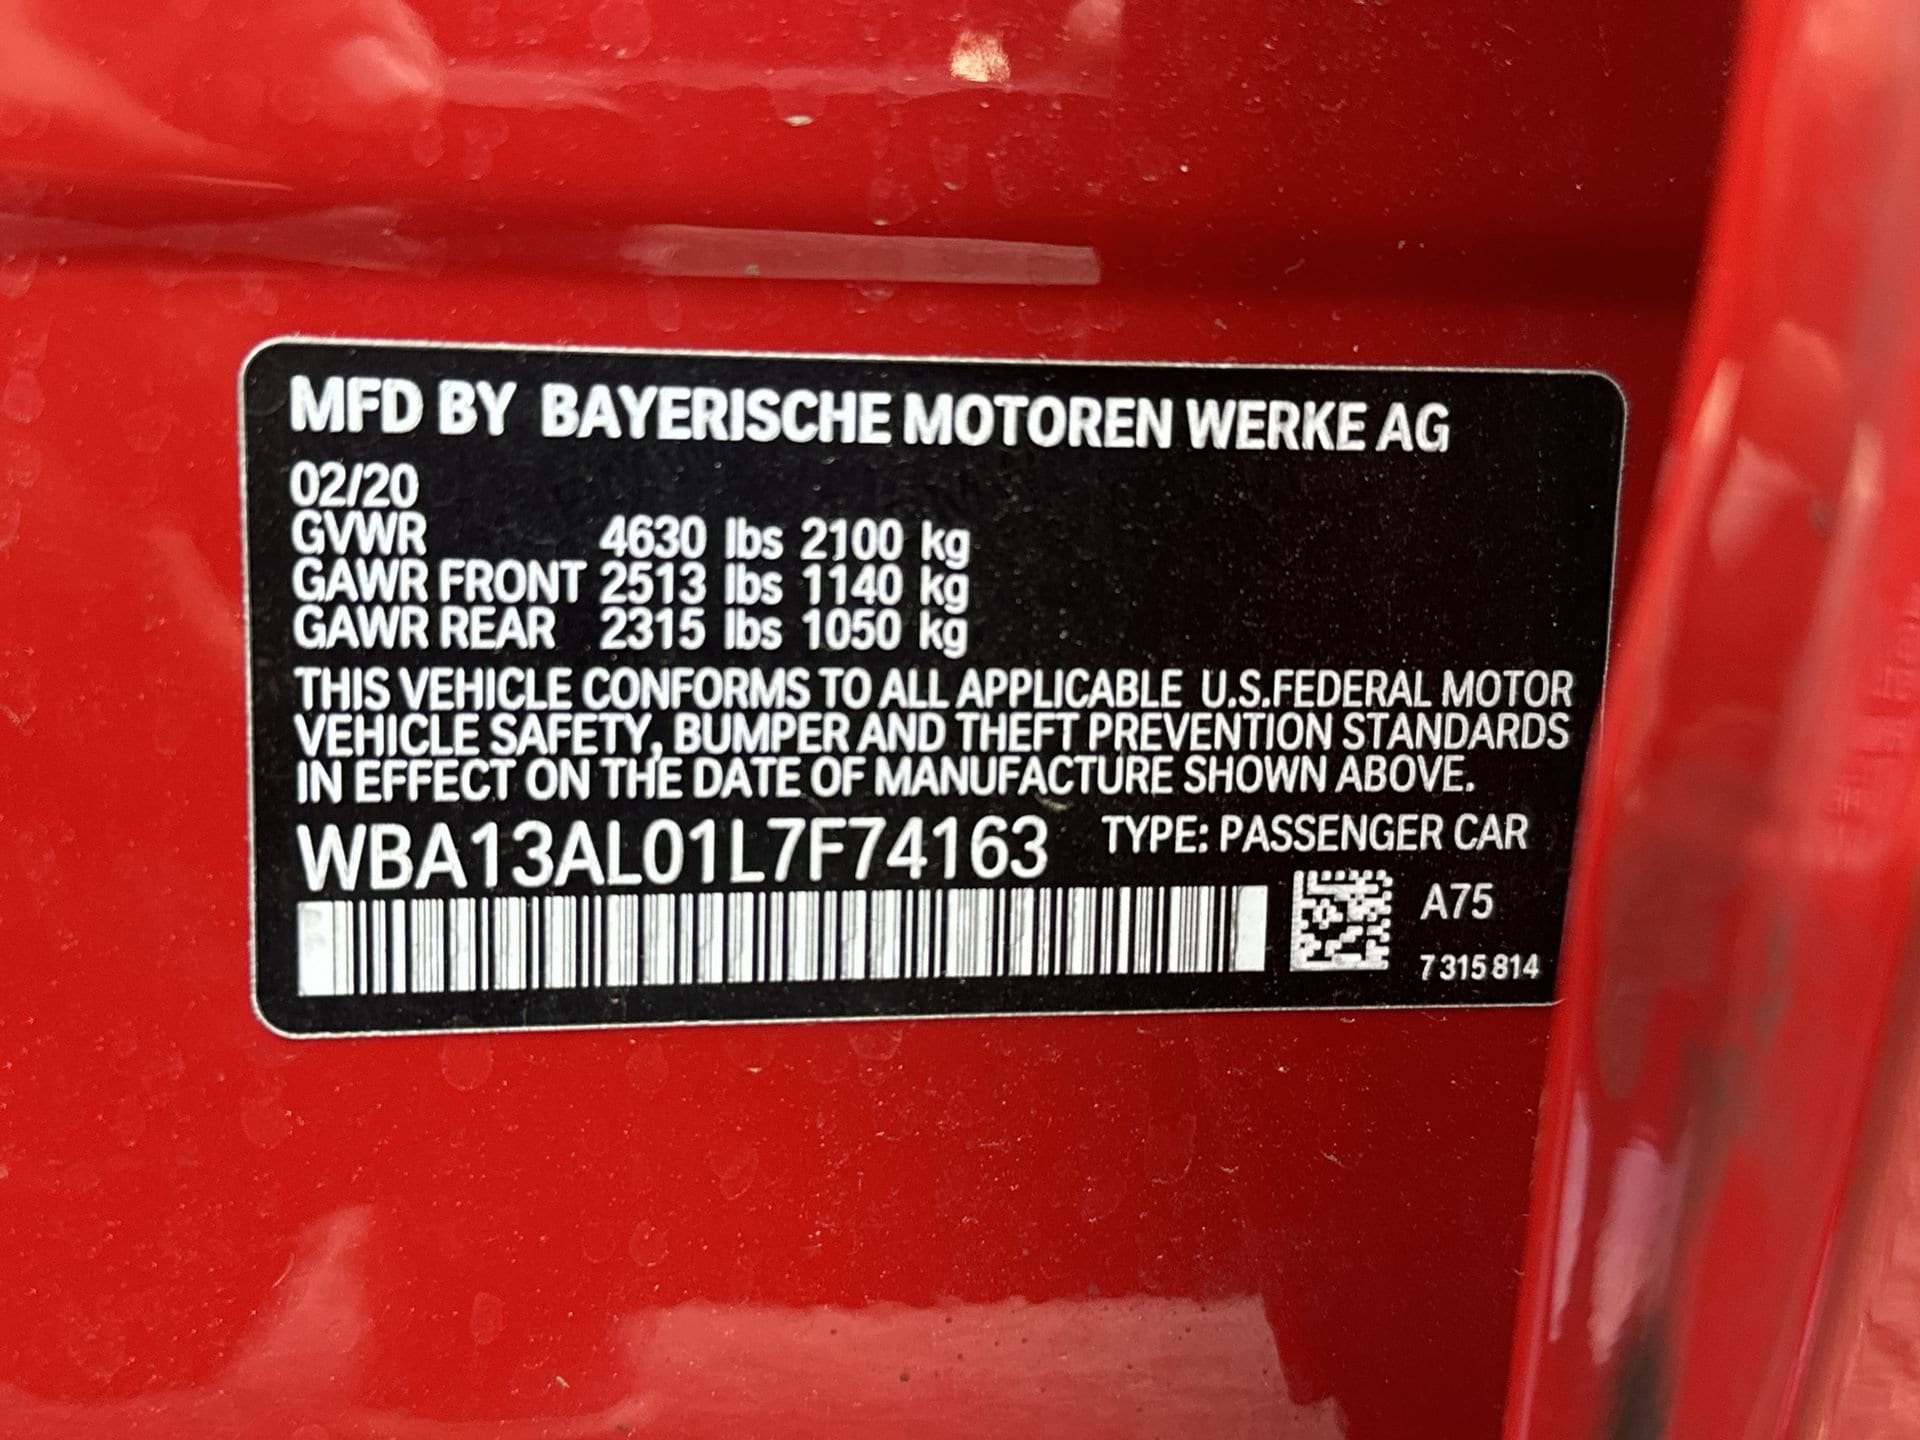 MFD BY BAYERISCHE MOTOREN WERKE AG
02/20
GVWR 4630 lbs 2100 kg
GAWR FRONT 2513 lbs 1140 kg
GAWR REAR 2315 lbs 1050 kg
THIS VEHICLE CONFORMS TO ALL APPLICABLE U.S.FEDERAL MOTOR
VEHICLE SAFETY, BUMPER AND THEFT PREVENTION STANDARDS
IN EFFECT ON THE DATE OF MANUFACTURE SHOWN ABOVE.
WBA13AL01L7F74163 TYPE: PASSENGER CAR
A75
7 315 814